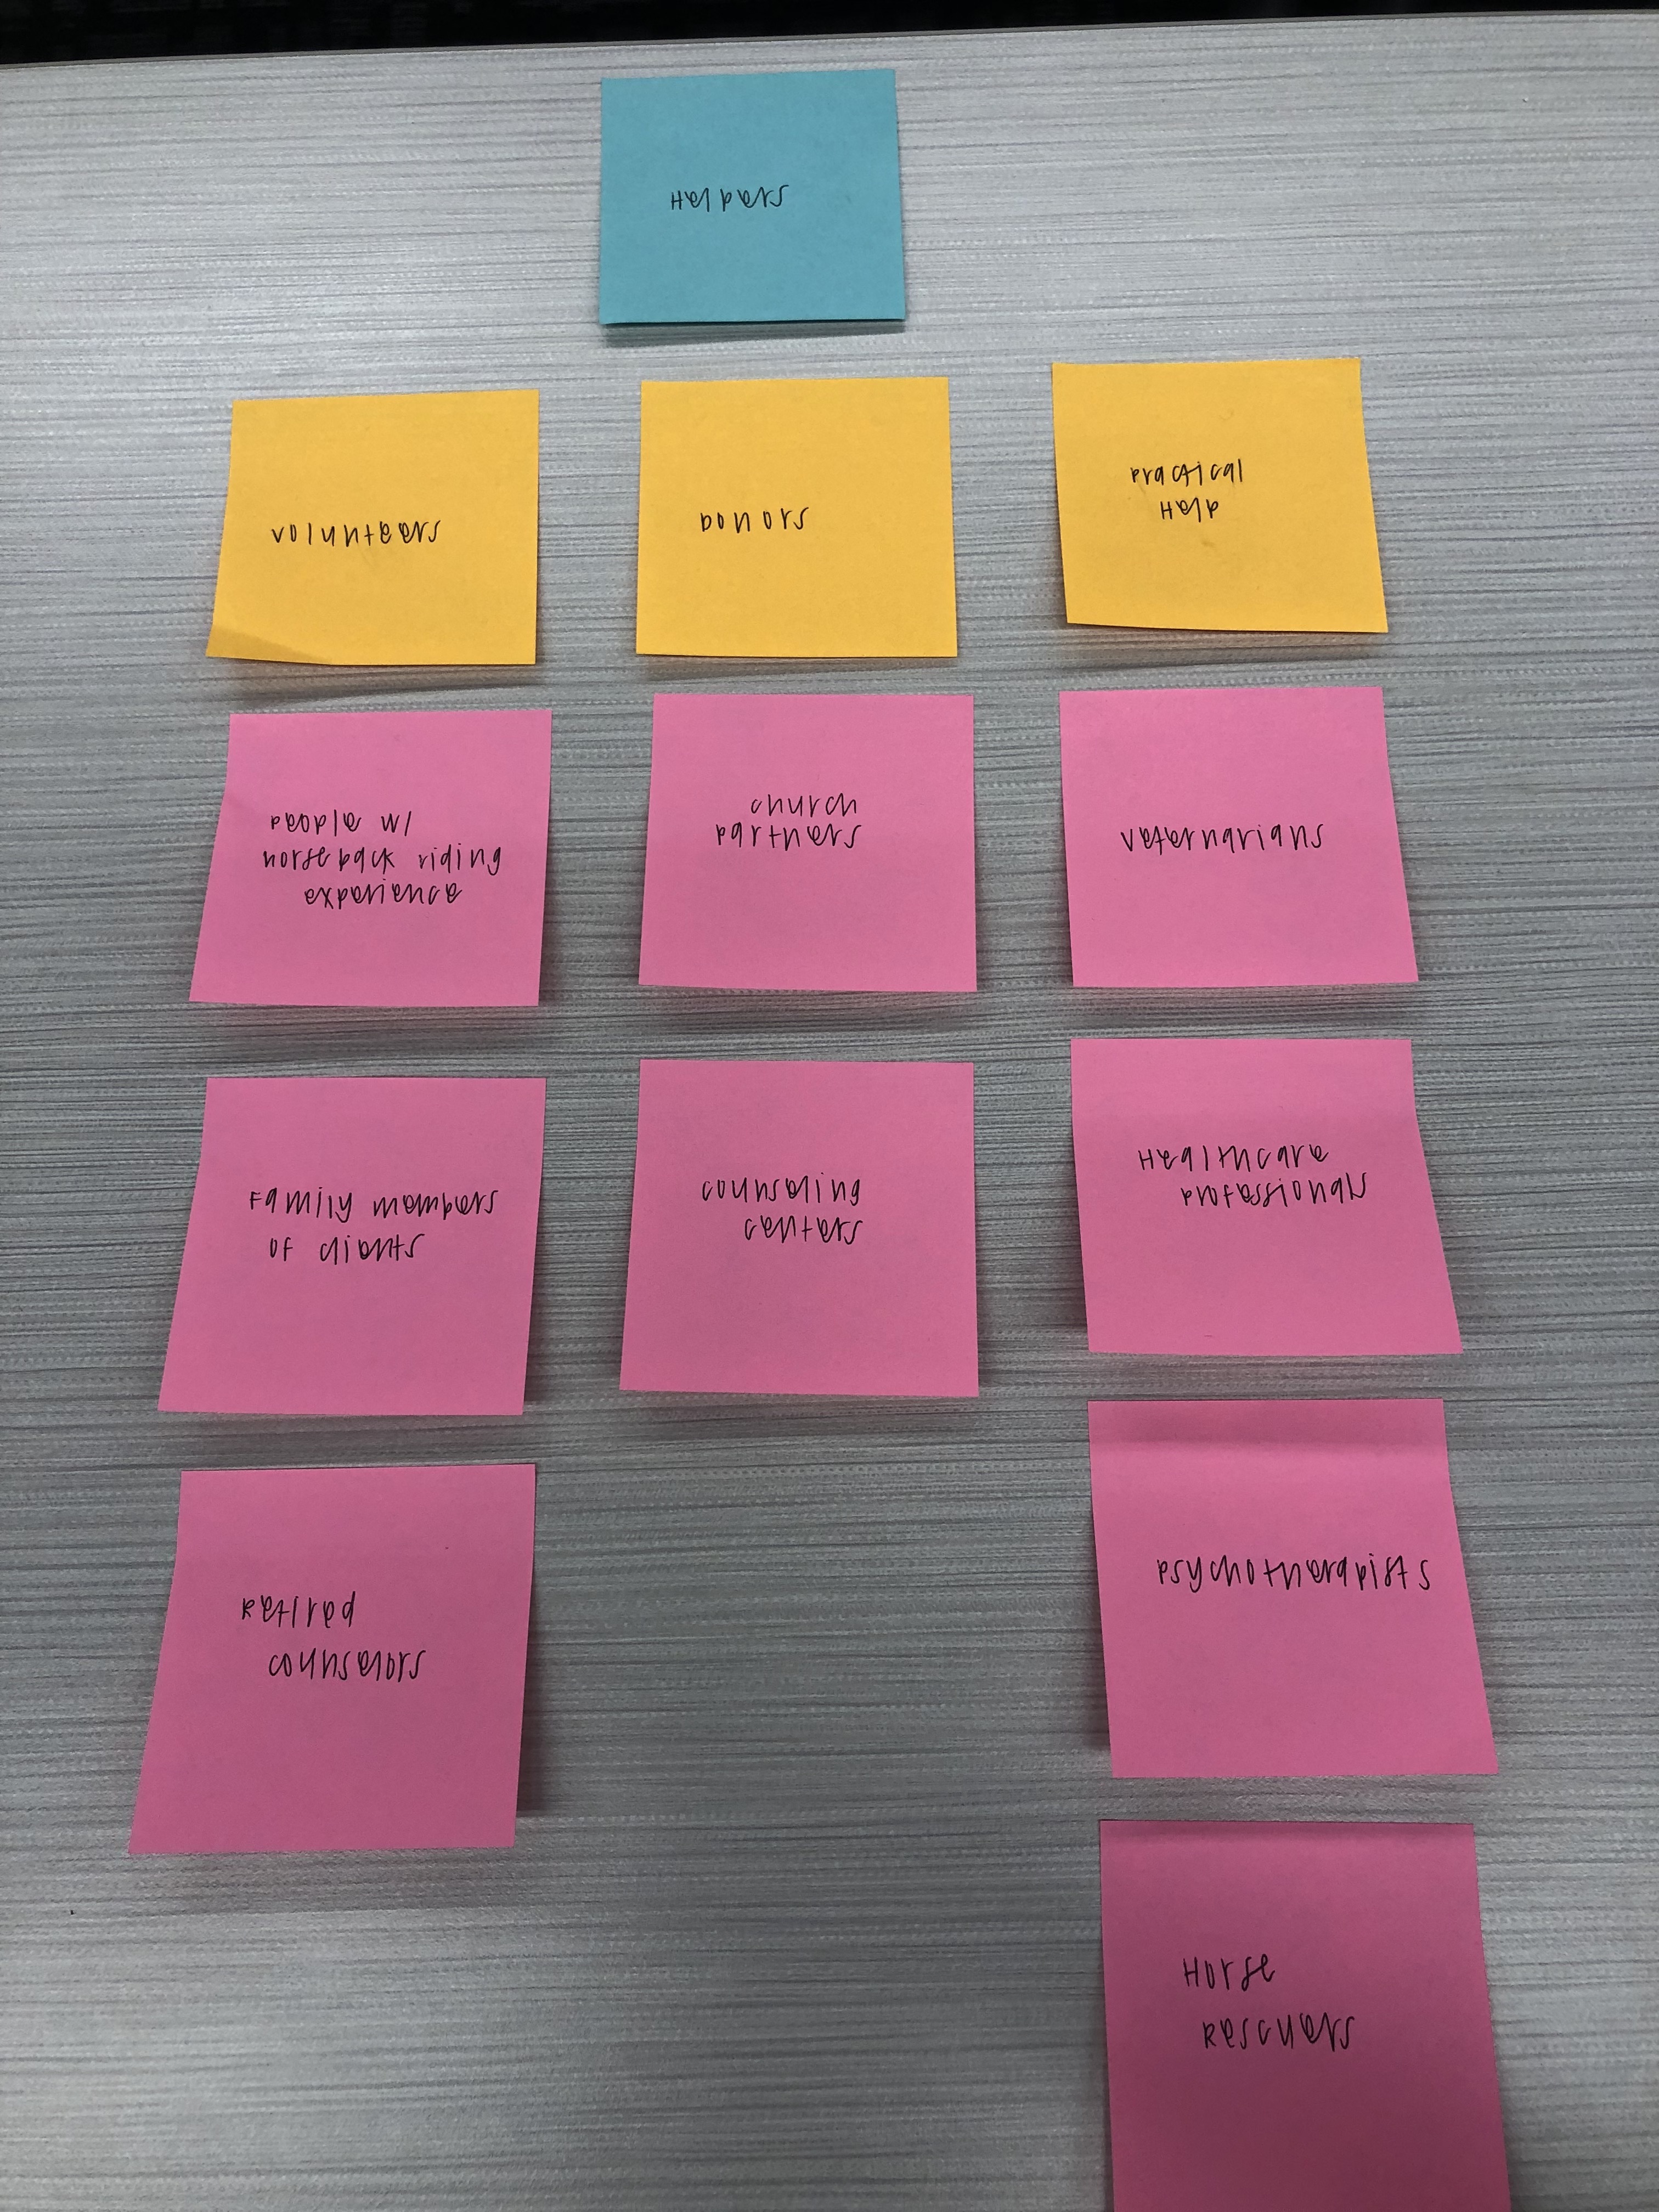 Helpers
Volunteers
Donors
Practical
Help
People w/
horseback riding
experience
church
partners
Veternarians
Family members
of clients
counseling
centers
Healthcare
professionals
Retired
counselors
Psychotherapists
Horse
Rescuers